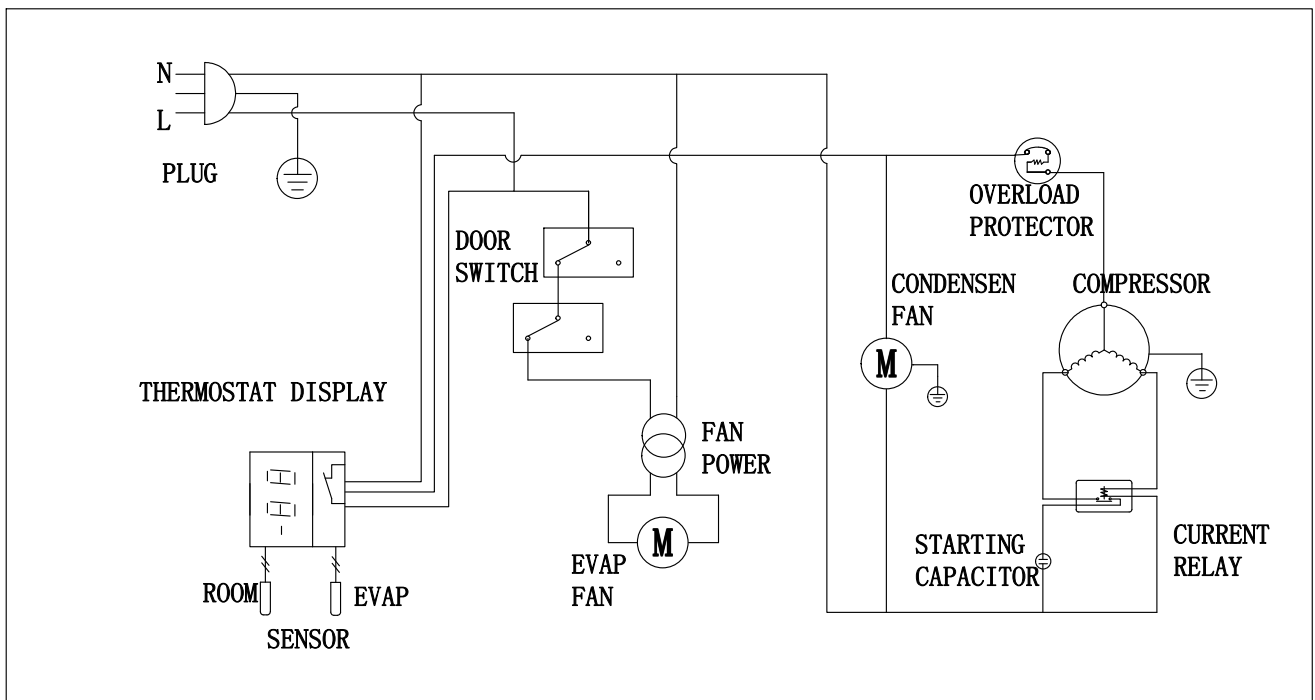 N
L
PLUG
OVERLOAD
PROTECTOR
DOOR
SWITCH
CONDENSEN
FAN
COMPRESSOR
M
THERMOSTAT DISPLAY
FAN
POWER
M
EVAP
FAN
STARTING
CAPACITOR
CURRENT
RELAY
ROOM
EVAP
SENSOR